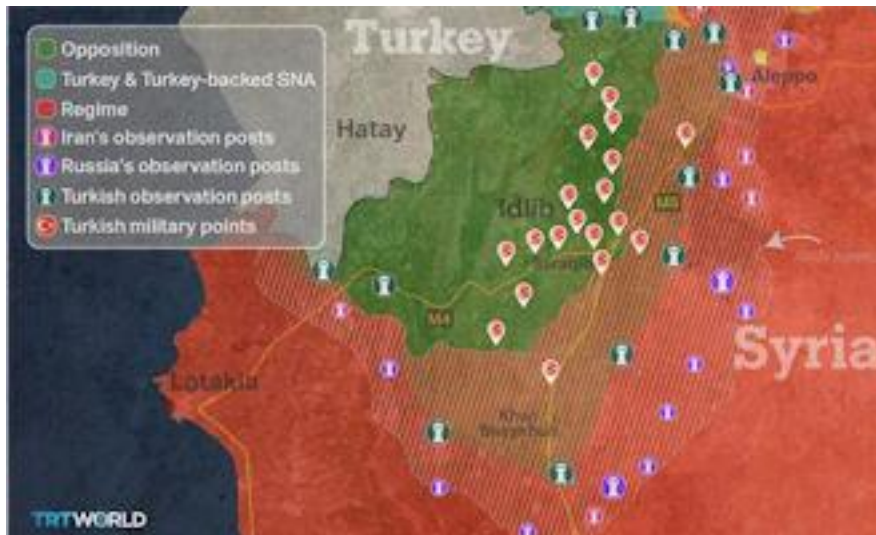 Turkey
Opposition
Turkey & Turkey-backed SNA
Regime
Iran's observation posts
Russia's observation posts
Turkish observation posts
Turkish military points
Hatay
Aleppo
Idlib
M5
M4
Syria
Latakia
Khan
TRTWORLD